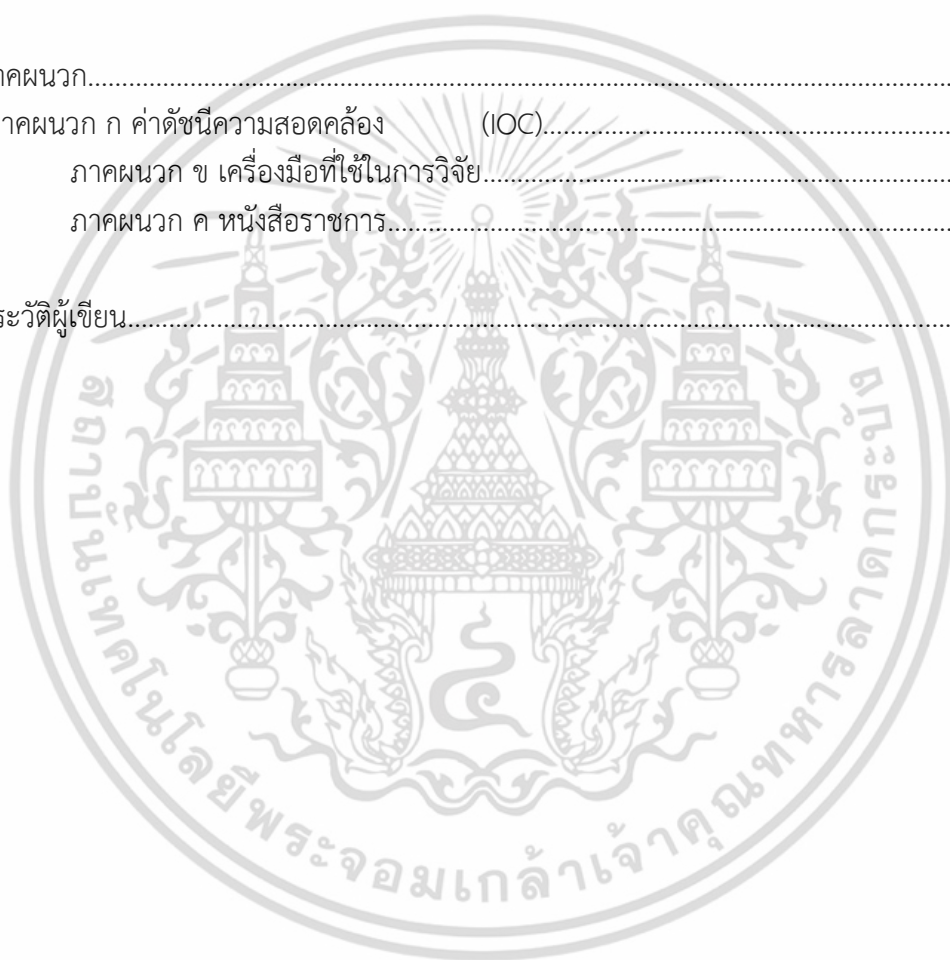 าคผนวก....................................................................................................
าคผนวก ก ค่าดัชนีความสอดคล้อง (IOC)..................................................
ภาคผนวก ข เครื่องมือที่ใช้ในการวิจัย.........................................................
ภาคผนวก ค หนังสือราชการ.....................................................................
ระวัติผู้เขียน....................................................................................................
สถาบันเทคโนโลยีพระจอมเกล้าเจ้าคุณทหารลาดกระบัง